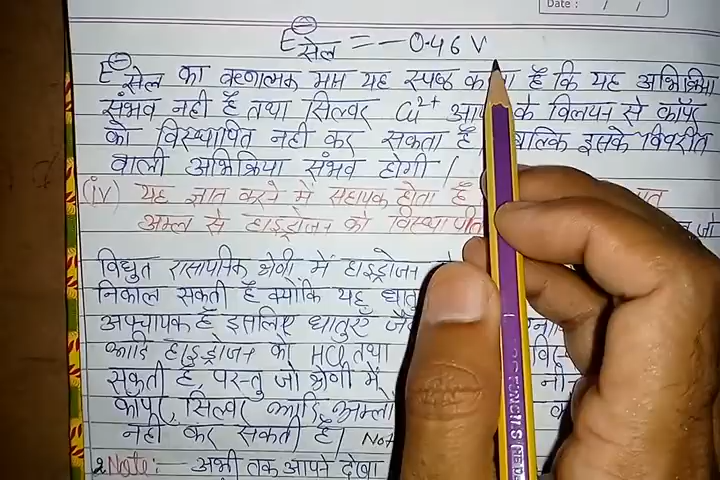 Date: / /
E⊖सेल = -0.46 V
E⊖सेल का ऋणात्मक मान यह स्पष्ट है कि यह अभिक्रिया
संभव नहीं है तथा सिल्वर Cu2+ के विलयन से कॉपर
को विस्थापित नहीं कर सकता है बल्कि इसके विपरीत
वाली अभिक्रिया संभव होगी।
(iv) यह ज्ञात करने में सहायक होता है
अम्ल से हाइड्रोजन को विस्थापित जो
विधुत रासायनिक श्रेणी में हाइड्रोजन
निकाल सकती है क्योंकि यह
अपचायक है इसलिए धातुएँ
आदि हाइड्रोजन को HCl तथा
सकती है, परन्तु जो श्रेणी में
कॉपर, सिल्वर आदि अम्लों
नहीं कर सकती है। Not
2 Note:- अभी तक आपने देखा